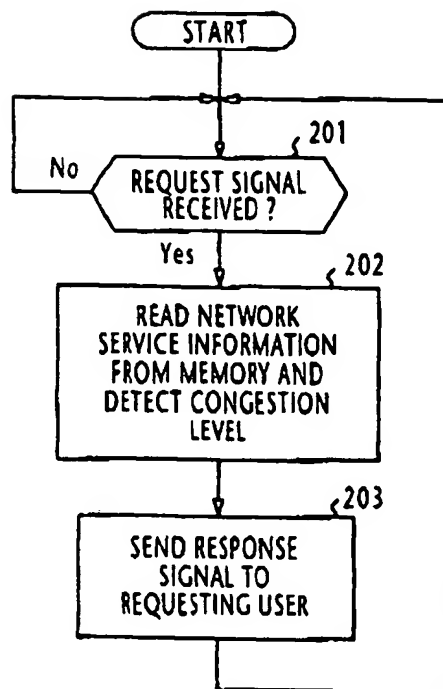 START
201
No
REQUEST SIGNAL
RECEIVED ?
Yes
202
READ NETWORK
SERVICE INFORMATION
FROM MEMORY AND
DETECT CONGESTION
LEVEL
203
SEND RESPONSE
SIGNAL TO
REQUESTING USER